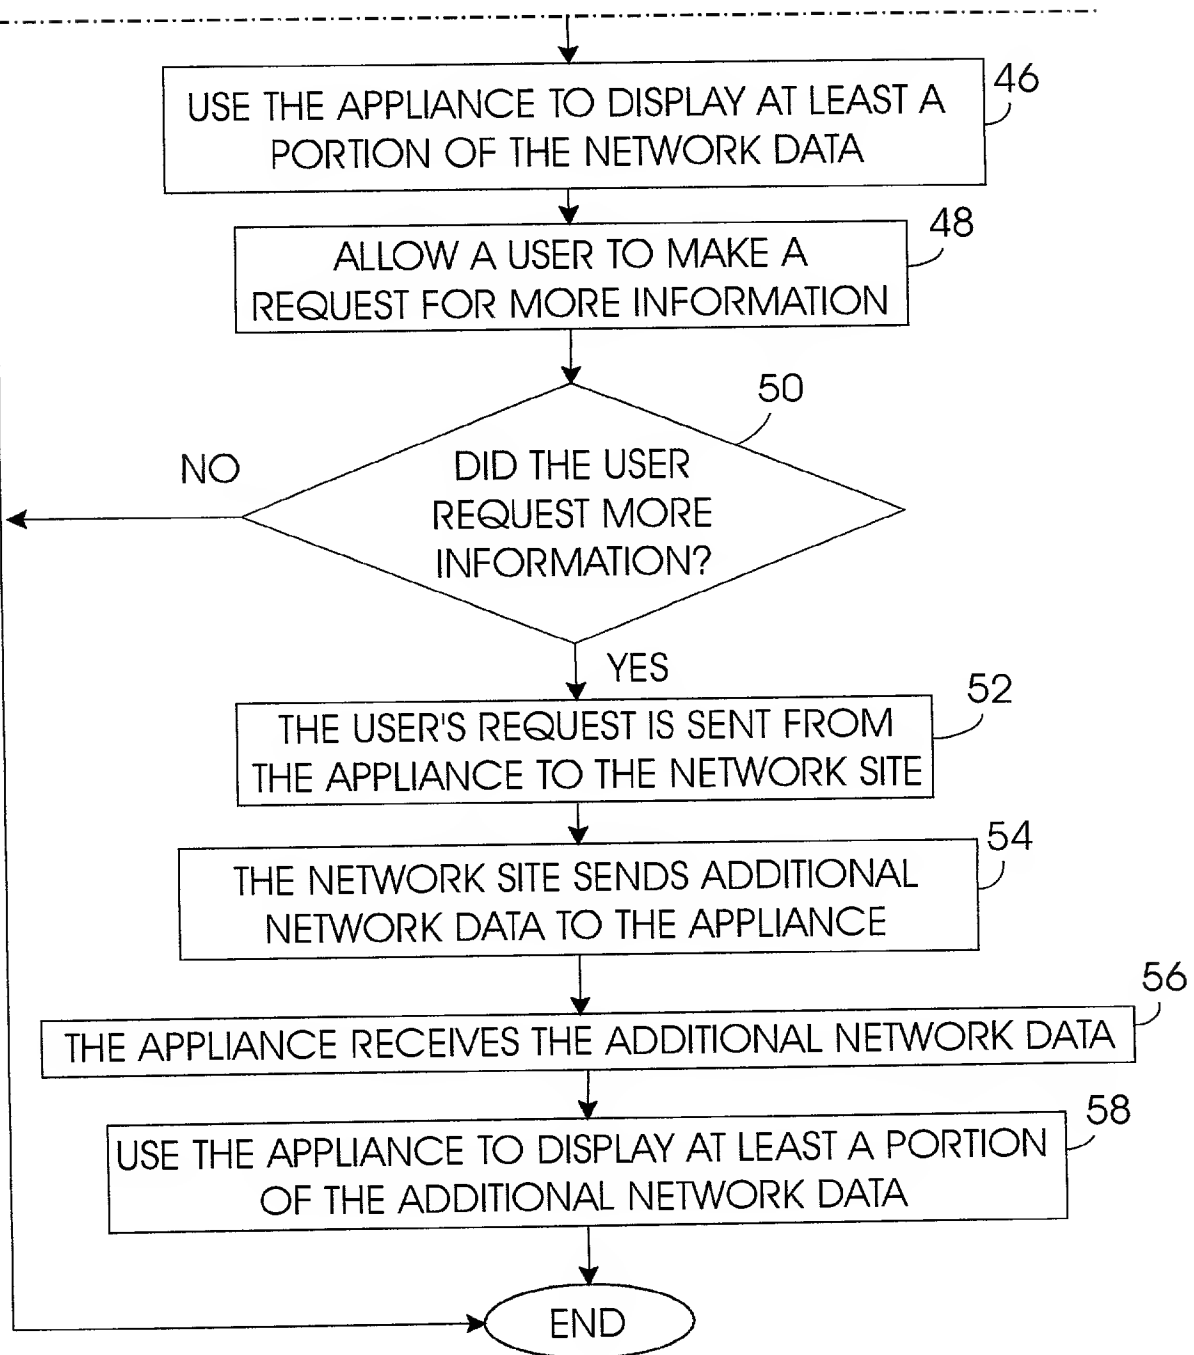 46
USE THE APPLIANCE TO DISPLAY AT LEAST A
PORTION OF THE NETWORK DATA
48
ALLOW A USER TO MAKE A
REQUEST FOR MORE INFORMATION
50
NO
DID THE USER
REQUEST MORE
INFORMATION?
YES
52
THE USER'S REQUEST IS SENT FROM
THE APPLIANCE TO THE NETWORK SITE
54
THE NETWORK SITE SENDS ADDITIONAL
NETWORK DATA TO THE APPLIANCE
56
THE APPLIANCE RECEIVES THE ADDITIONAL NETWORK DATA
58
USE THE APPLIANCE TO DISPLAY AT LEAST A PORTION
OF THE ADDITIONAL NETWORK DATA
END